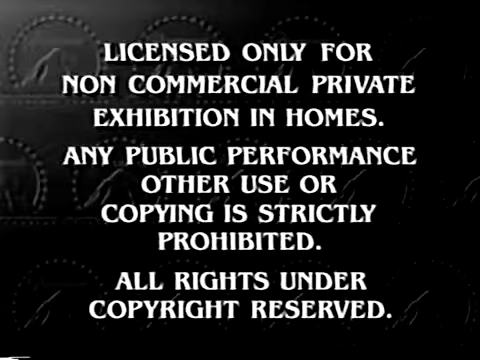 LICENSED ONLY FOR
NON COMMERCIAL PRIVATE
EXHIBITION IN HOMES.
ANY PUBLIC PERFORMANCE
OTHER USE OR
COPYING IS STRICTLY
PROHIBITED.
ALL RIGHTS UNDER
COPYRIGHT RESERVED.